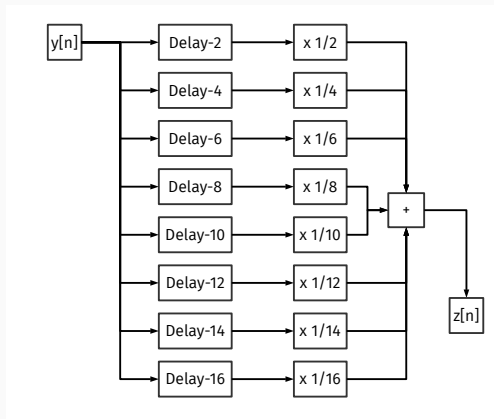 y[n] Delay-2 x 1/2
Delay-4 x 1/4
Delay-6 x 1/6
Delay-8 x 1/8
+
Delay-10 x 1/10
Delay-12 x 1/12
z[n]
Delay-14 x 1/14
Delay-16 x 1/16